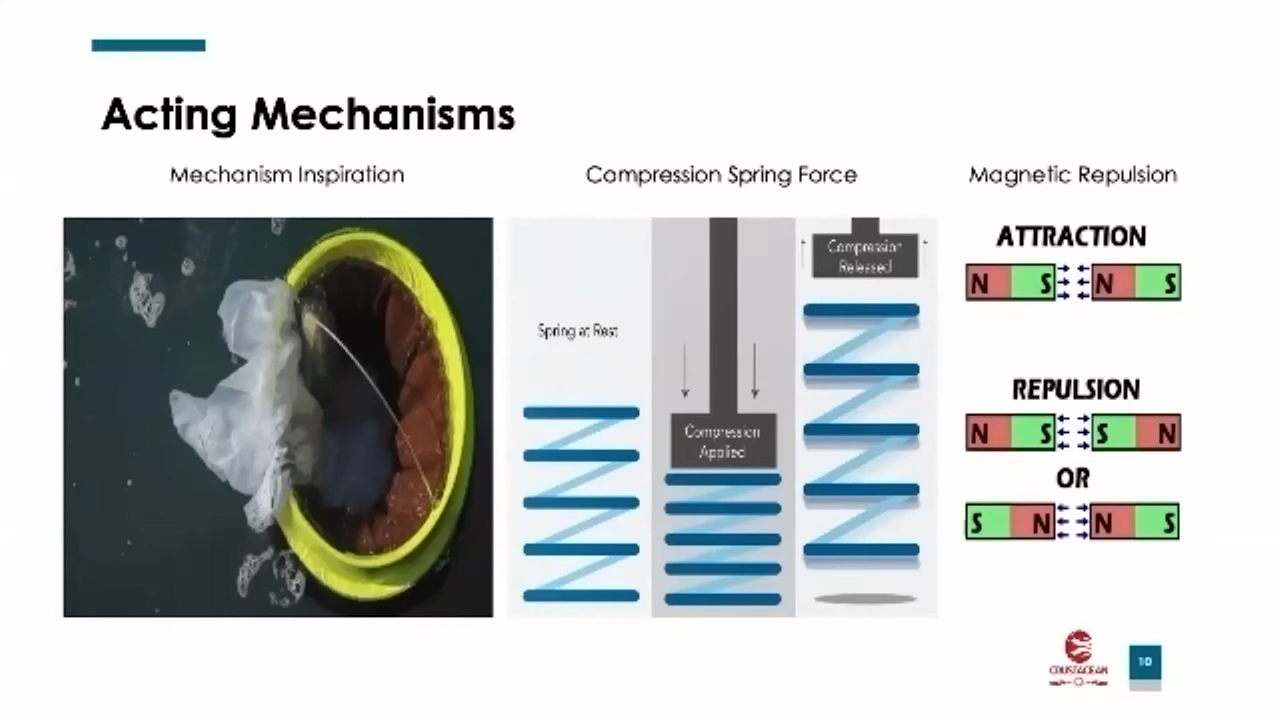 Acting Mechanisms
Mechanism Inspiration
Compression Spring Force
Magnetic Repulsion
Spring at Rest
Compression
Applied
Compression
Released
ATTRACTION
N S N S
REPULSION
N S S N
OR
S N N S
CRUSTACEAN
10